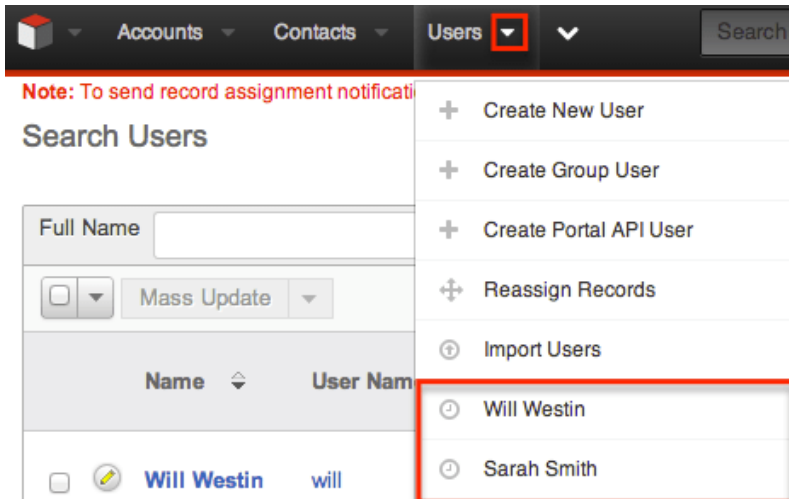 Accounts Contacts Users Search
Note: To send record assignment
Search Users
Create New User
Create Group User
Create Portal API User
Reassign Records
Import Users
Will Westin
Sarah Smith
Full Name
Mass Update
Name User Nam
Will Westin will